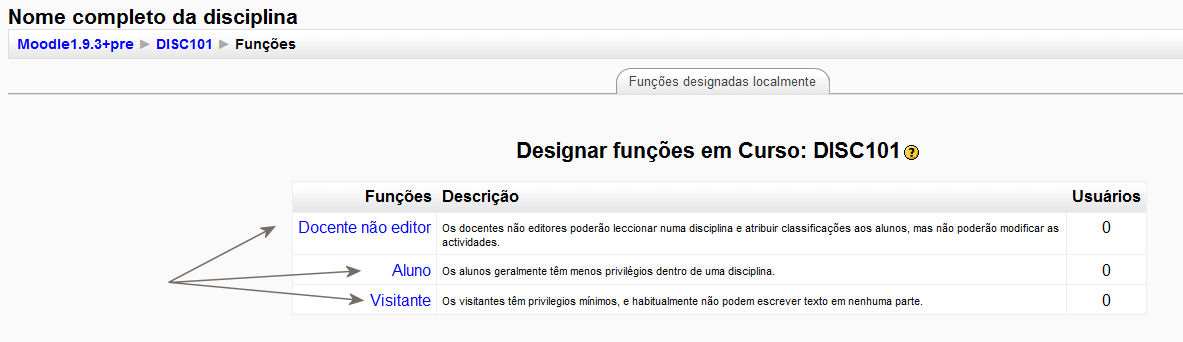 Nome completo da disciplina
Moodle1.9.3+pre ► DISC101 ► Funções
Funções designadas localmente
Designar funções em Curso: DISC101 ?
Funções Descrição Usuários
Docente não editor Os docentes não editores poderão leccionar numa disciplina e atribuir classificações aos alunos, mas não poderão modificar as 0
actividades.
Aluno Os alunos geralmente têm menos privilégios dentro de uma disciplina. 0
Visitante Os visitantes têm privilegios mínimos, e habitualmente não podem escrever texto em nenhuma parte. 0